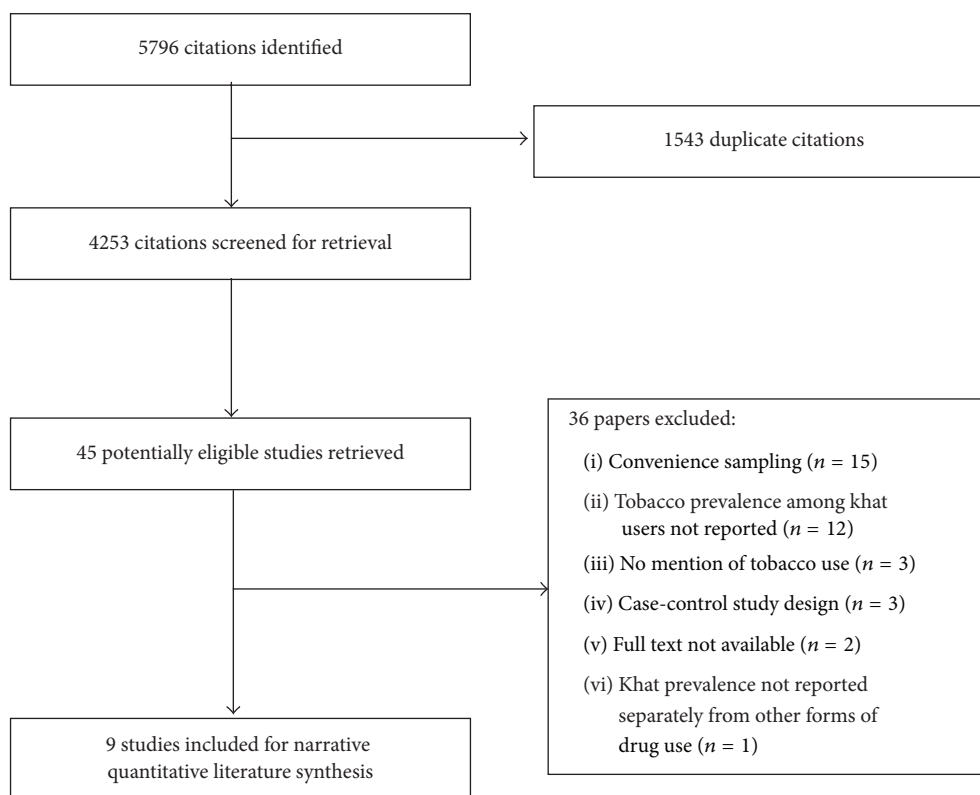 5796 citations identified
1543 duplicate citations
4253 citations screened for retrieval
45 potentially eligible studies retrieved
36 papers excluded:
(i) Convenience sampling (n = 15)
(ii) Tobacco prevalence among khat
users not reported (n = 12)
(iii) No mention of tobacco use (n = 3)
(iv) Case-control study design (n = 3)
(v) Full text not available (n = 2)
(vi) Khat prevalence not reported
separately from other forms of
drug use (n = 1)
9 studies included for narrative
quantitative literature synthesis